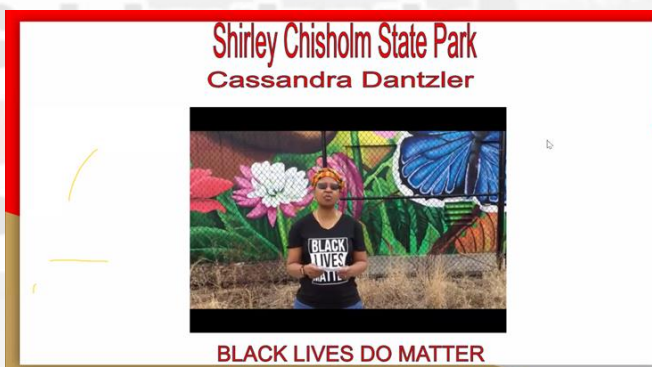 Shirley Chisholm State Park
Cassandra Dantzler
BLACK
LIVES
MATTER
BLACK LIVES DO MATTER